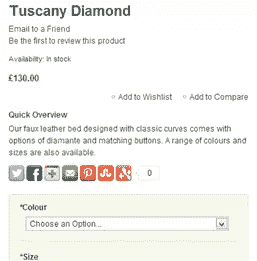 Tuscany Diamond
Email to a Friend
Be the first to review this product
Availability: In stock
£130.00
Add to Wishlist
Add to Compare
Quick Overview
Our faux leather bed designed with classic curves comes with
options of diamante and matching buttons. A range of colours and
sizes are also available.
0
*Colour
Choose an Option...
*Size